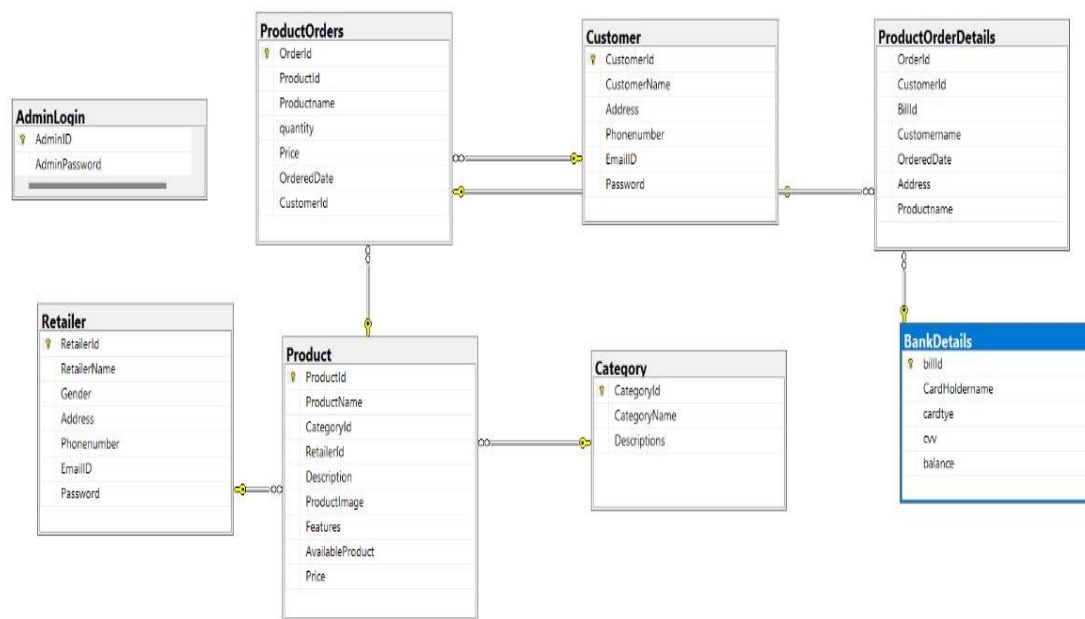 ProductOrders
OrderId
ProductId
Productname
quantity
Price
OrderedDate
CustomerId
Customer
CustomerId
CustomerName
Address
Phonenumber
EmailID
Password
ProductOrderDetails
OrderId
CustomerId
BillId
Customername
OrderedDate
Address
Productname
AdminLogin
AdminID
AdminPassword
Retailer
RetailerId
RetailerName
Gender
Address
Phonenumber
EmailID
Password
Product
ProductId
ProductName
CategoryId
RetailerId
Description
ProductImage
Features
AvailableProduct
Price
Category
CategoryId
CategoryName
Descriptions
BankDetails
billId
CardHoldername
cardtye
cvv
balance